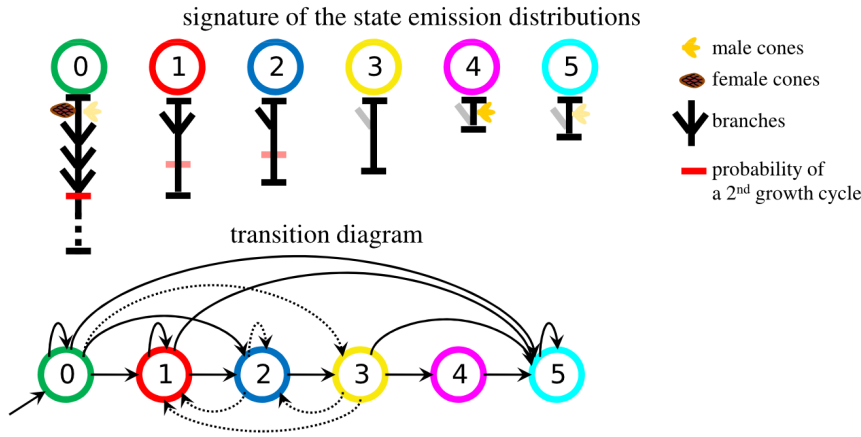 signature of the state emission distributions
0 1 2 3 4 5
male cones
female cones
branches
probability of
a 2nd growth cycle
transition diagram
0 1 2 3 4 5